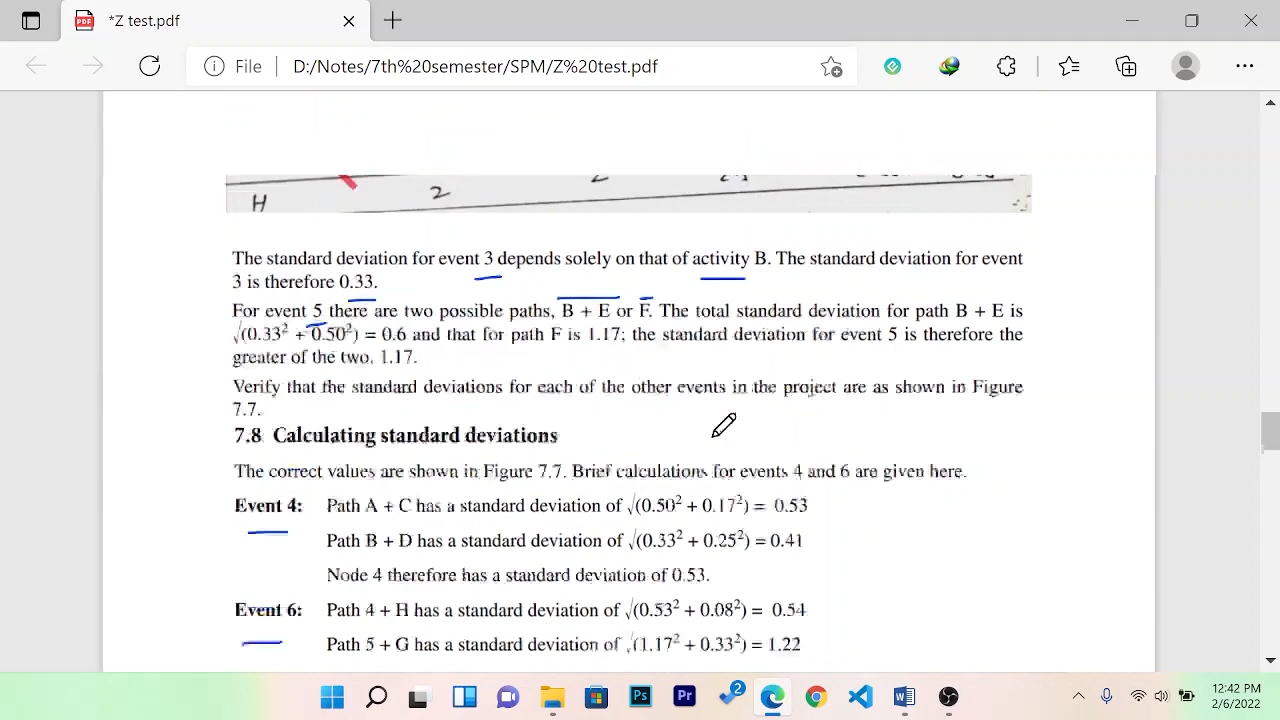 *Z test.pdf
File
D:/Notes/7th%20semester/SPM/Z%20test.pdf
H 2
The standard deviation for event 3 depends solely on that of activity B. The standard deviation for event
3 is therefore 0.33.
For event 5 there are two possible paths, B + E or F. The total standard deviation for path B + E is
√(0.33² + 0.50²) = 0.6 and that for path F is 1.17; the standard deviation for event 5 is therefore the
greater of the two, 1.17.
Verify that the standard deviations for each of the other events in the project are as shown in Figure
7.7.
7.8 Calculating standard deviations
The correct values are shown in Figure 7.7. Brief calculations for events 4 and 6 are given here.
Event 4: Path A + C has a standard deviation of √(0.50² + 0.17²) = 0.53
Path B + D has a standard deviation of √(0.33² + 0.25²) = 0.41
Node 4 therefore has a standard deviation of 0.53.
Event 6: Path 4 + H has a standard deviation of √(0.53² + 0.08²) = 0.54
Path 5 + G has a standard deviation of √(1.17² + 0.33²) = 1.22
Ps
Pr
2
W
12:42 PM
2/6/2022